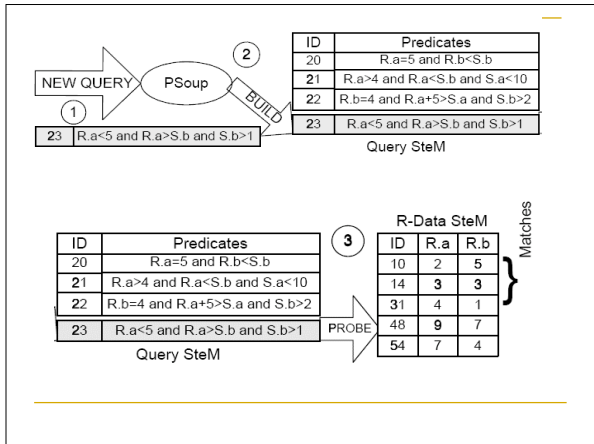 NEW QUERY
PSoup
BUILD
1
2
23 R.a<5 and R.a>S.b and S.b>1
ID Predicates
20 R.a=5 and R.b<S.b
21 R.a>4 and R.a<S.b and S.a<10
22 R.b=4 and R.a+5>S.a and S.b>2
23 R.a<5 and R.a>S.b and S.b>1
Query SteM
ID Predicates
20 R.a=5 and R.b<S.b
21 R.a>4 and R.a<S.b and S.a<10
22 R.b=4 and R.a+5>S.a and S.b>2
23 R.a<5 and R.a>S.b and S.b>1
Query SteM
3
PROBE
R-Data SteM
ID R.a R.b
10 2 5
14 3 3
31 4 1
48 9 7
54 7 4
Matches